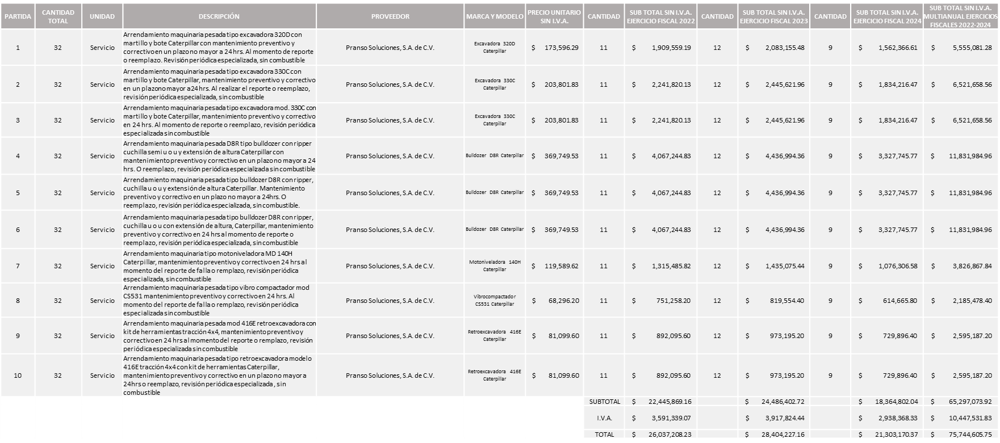 PARTIDA CANTIDAD TOTAL UNIDAD DESCRIPCIÓN PROVEEDOR MARCA Y MODELO PRECIO UNITARIO SIN I.V.A. CANTIDAD SUB TOTAL SIN I.V.A. EJERCICIO FISCAL 2022 CANTIDAD SUB TOTAL SIN I.V.A. EJERCICIO FISCAL 2023 CANTIDAD SUB TOTAL SIN I.V.A. EJERCICIO FISCAL 2024 SUB TOTAL SIN I.V.A. MULTIANUAL EJERCICIOS FISCALES 2022-2024
1 32 Servicio Arrendamiento maquinaria pesada tipo excavadora 320D con
martillo y bote Caterpillar con mantenimiento preventivo y
correctivo en un plazo no mayor a 24 hrs. Al momento de reporte
o reemplazo. Revisión periódica especializada, sin combustible
Pranso Soluciones, S.A. de C.V. Excavadora 320D Caterpillar $ 173,596.29 11 $ 1,909,559.19 12 $ 2,083,155.48 9 $ 1,562,366.61 $ 5,555,081.28
2 32 Servicio Arrendamiento maquinaria pesada tipo excavadora 330C con
martillo y bote Caterpillar, mantenimiento preventivo y correctivo
en un plazo no mayor a 24 hrs. Al realizar el reporte o reemplazo,
revisión periódica especializada, sin combustible
Pranso Soluciones, S.A. de C.V. Excavadora 330C Caterpillar $ 203,801.83 11 $ 2,241,820.13 12 $ 2,445,621.96 9 $ 1,834,216.47 $ 6,521,658.56
3 32 Servicio Arrendamiento maquinaria pesada tipo excavadora mod. 330C con
martillo y bote Caterpillar, mantenimiento preventivo y correctivo
en 24 hrs. Al momento de reporte o reemplazo, revisión periódica
especializada sin combustible
Pranso Soluciones, S.A. de C.V. Excavadora 330C Caterpillar $ 203,801.83 11 $ 2,241,820.13 12 $ 2,445,621.96 9 $ 1,834,216.47 $ 6,521,658.56
4 32 Servicio Arrendamiento maquinaria pesada D8R tipo bulldozer con ripper
cuchilla semi u o u y extensión de altura Caterpillar con
mantenimiento preventivo y correctivo en un plazo no mayor a 24
hrs. O reemplazo, revisión periódica especializada sin combustible
Pranso Soluciones, S.A. de C.V. Bulldozer D8R Caterpillar $ 369,749.53 11 $ 4,067,244.83 12 $ 4,436,994.36 9 $ 3,327,745.77 $ 11,831,984.96
5 32 Servicio Arrendamiento maquinaria pesada tipo bulldozer D8R con ripper,
cuchilla u o u y extensión de altura Caterpillar. Mantenimiento
preventivo y correctivo en un plazo no mayor a 24hrs. O
reemplazo, revisión periódica especializada, sin combustible.
Pranso Soluciones, S.A. de C.V. Bulldozer D8R Caterpillar $ 369,749.53 11 $ 4,067,244.83 12 $ 4,436,994.36 9 $ 3,327,745.77 $ 11,831,984.96
6 32 Servicio Arrendamiento maquinaria pesada tipo bulldozer D8R con ripper,
cuchilla u o u con extensión de altura, Caterpillar, mantenimiento
preventivo y correctivo en 24 hrs al momento de reporte o
reemplazo, revisión periódica especializada, sin combustible
Pranso Soluciones, S.A. de C.V. Bulldozer D8R Caterpillar $ 369,749.53 11 $ 4,067,244.83 12 $ 4,436,994.36 9 $ 3,327,745.77 $ 11,831,984.96
7 32 Servicio Arrendamiento maquinaria tipo motoniveladora MD 140H
Caterpillar, mantenimiento preventivo y correctivo en 24 hrs al
momento del reporte de falla o remplazo, revisión periódica
especializada, sin combustible
Pranso Soluciones, S.A. de C.V. Motoniveladora 140H Caterpillar $ 119,589.62 11 $ 1,315,485.82 12 $ 1,435,075.44 9 $ 1,076,306.58 $ 3,826,867.84
8 32 Servicio Arrendamiento maquinaria pesada tipo vibro compactador mod
CS531 mantenimiento preventivo y correctivo en 24 hrs. Al
momento del reporte de falla o remplazo, revisión periódica
especializada sin combustible
Pranso Soluciones, S.A. de C.V. Vibrocompactador CS531 Caterpillar $ 68,296.20 11 $ 751,258.20 12 $ 819,554.40 9 $ 614,665.80 $ 2,185,478.40
9 32 Servicio Arrendamiento maquinaria pesada mod 416E retroexcavadora con
kit de herramientas tracción 4x4, mantenimiento preventivo y
correctivo en 24 hrs al momento del reporte o remplazo, revisión
periódica especializada sin combustible
Pranso Soluciones, S.A. de C.V. Retroexcavadora 416E Caterpillar $ 81,099.60 11 $ 892,095.60 12 $ 973,195.20 9 $ 729,896.40 $ 2,595,187.20
10 32 Servicio Arrendamiento maquinaria pesada tipo retroexcavadora modelo
416E tracción 4x4 con kit de herramientas Caterpillar,
mantenimiento preventivo y correctivo en un plazo no mayor a
24hrs o reemplazo, revisión periódica especializada, sin
combustible
Pranso Soluciones, S.A. de C.V. Retroexcavadora 416E Caterpillar $ 81,099.60 11 $ 892,095.60 12 $ 973,195.20 9 $ 729,896.40 $ 2,595,187.20
SUBTOTAL $ 22,445,869.16 $ 24,486,402.72 $ 18,364,802.04 $ 65,297,073.92
I.V.A. $ 3,591,339.07 $ 3,917,824.44 $ 2,938,368.33 $ 10,447,531.83
TOTAL $ 26,037,208.23 $ 28,404,227.16 $ 21,303,170.37 $ 75,744,605.75